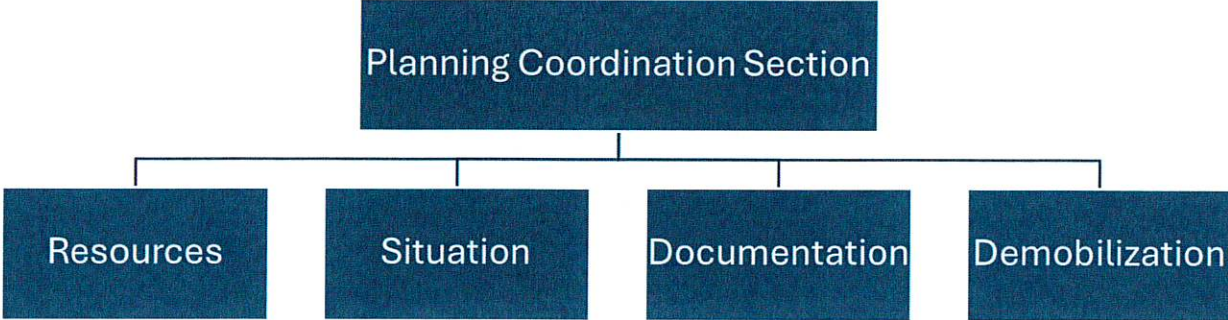 Planning Coordination Section
Resources
Situation
Documentation
Demobilization